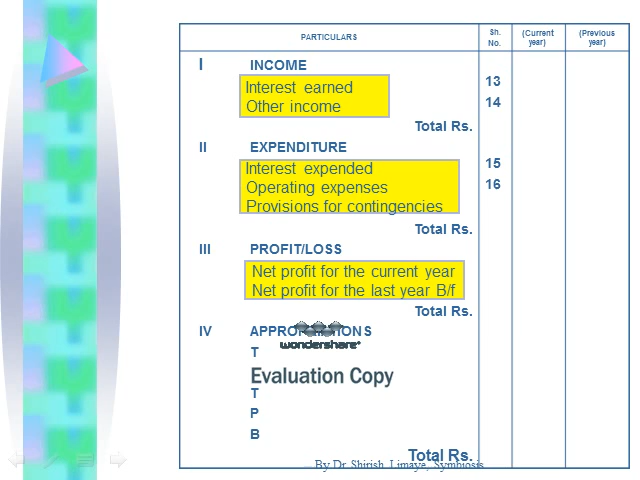 PARTICULARS Sh. No. (Current year) (Previous year)
I INCOME
Interest earned 13
Other income 14
Total Rs.
II EXPENDITURE
Interest expended 15
Operating expenses 16
Provisions for contingencies
Total Rs.
III PROFIT/LOSS
Net profit for the current year
Net profit for the last year B/f
Total Rs.
IV
wondershare
T
Evaluation Copy
T
P
B
Total Rs.
By Dr. Shirish Limaye, Symbiosis